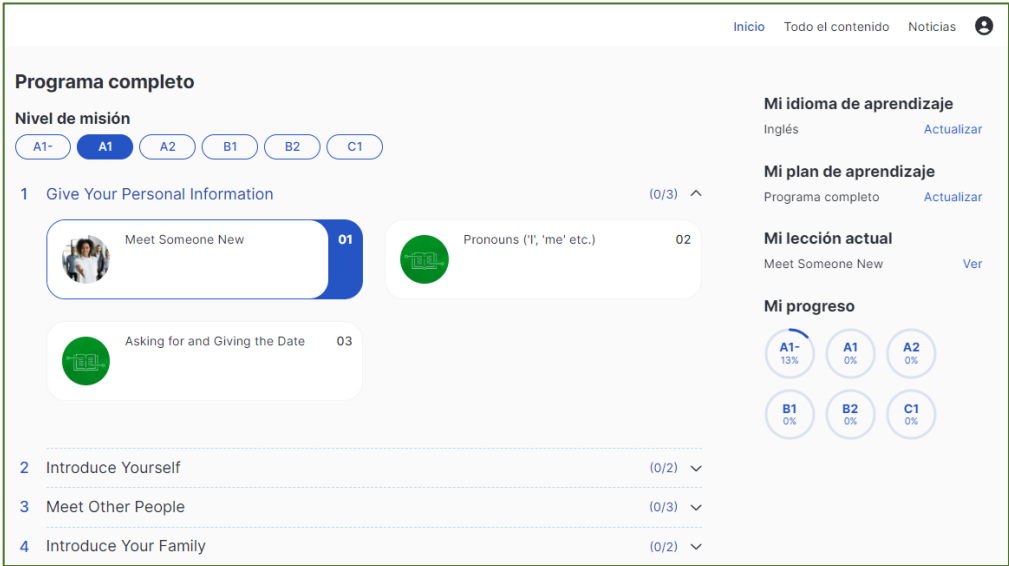 Inicio Todo el contenido Noticias
Programa completo
Nivel de misión
A1- A1 A2 B1 B2 C1
1 Give Your Personal Information (0/3)
Meet Someone New 01
Pronouns ('I', 'me' etc.) 02
Asking for and Giving the Date 03
2 Introduce Yourself (0/2)
3 Meet Other People (0/3)
4 Introduce Your Family (0/2)
Mi idioma de aprendizaje
Inglés Actualizar
Mi plan de aprendizaje
Programa completo Actualizar
Mi lección actual
Meet Someone New Ver
Mi progreso
A1- A1 A2
13% 0% 0%
B1 B2 C1
0% 0% 0%